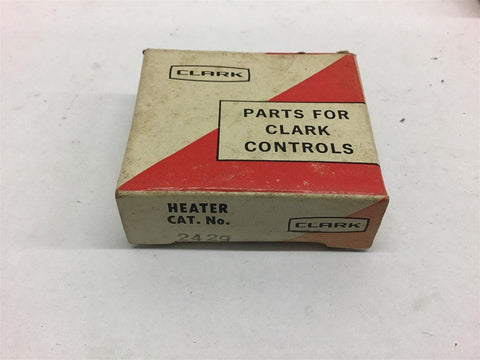 CLARK
PARTS FOR
CLARK
CONTROLS
HEATER
CAT. No.
2429
CLARK